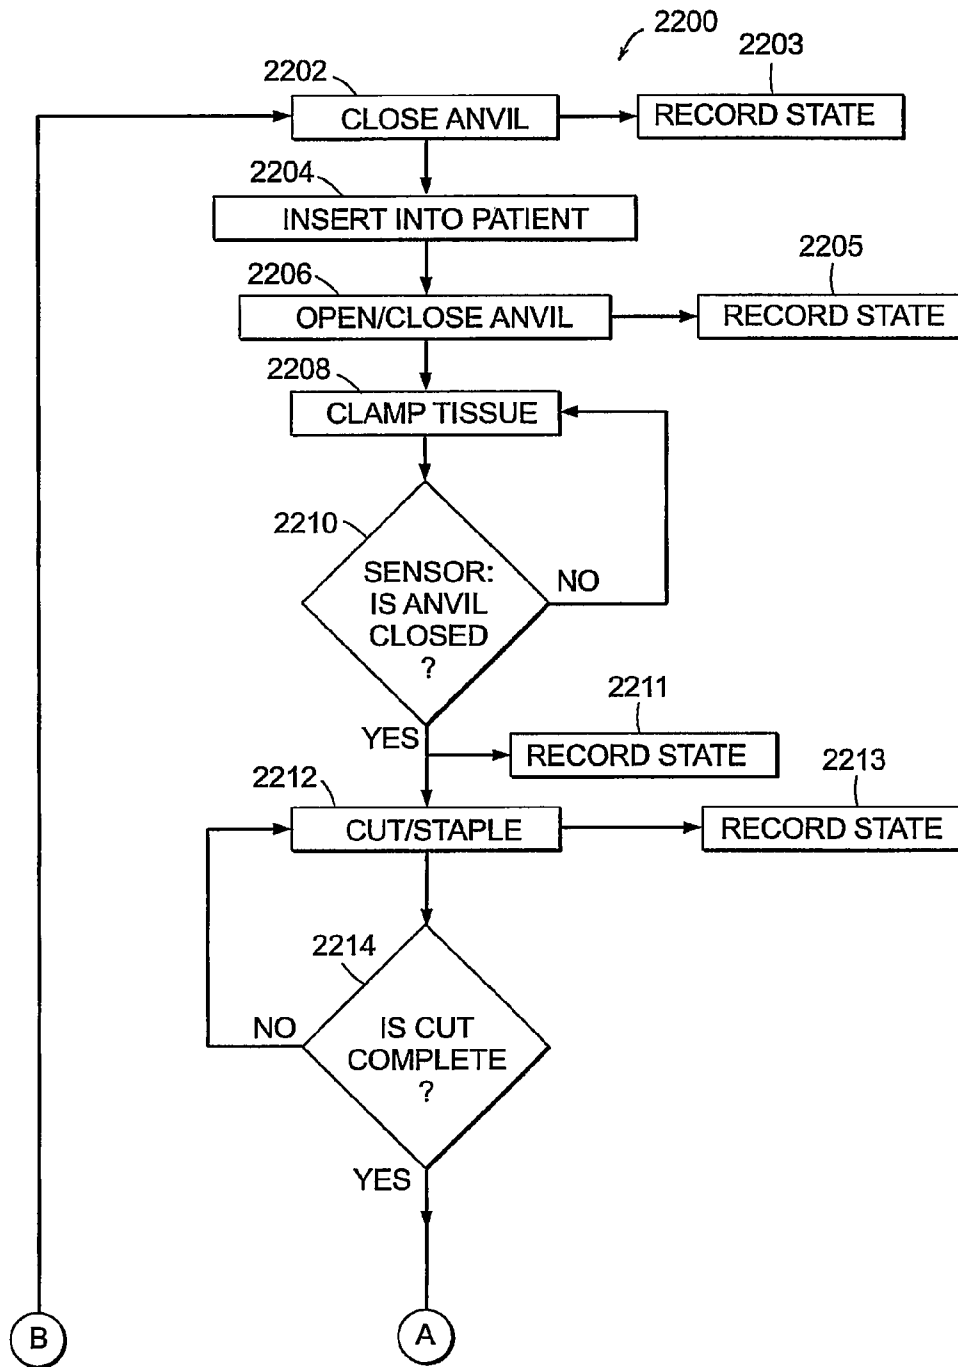 2200
2202
2203
CLOSE ANVIL
RECORD STATE
2204
INSERT INTO PATIENT
2205
2206
OPEN/CLOSE ANVIL
RECORD STATE
2208
CLAMP TISSUE
2210
SENSOR:
IS ANVIL
CLOSED
?
NO
YES
2211
RECORD STATE
2212
2213
CUT/STAPLE
RECORD STATE
2214
NO
IS CUT
COMPLETE
?
YES
B
A